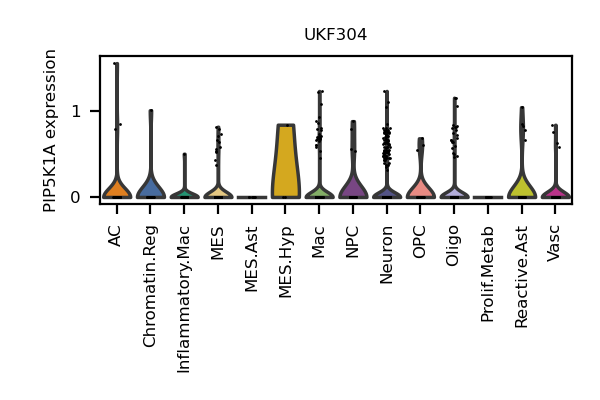 UKF304
PIP5K1A expression
1
0
AC
Chromatin.Reg
Inflammatory.Mac
MES
MES.Ast
MES.Hyp
Mac
NPC
Neuron
OPC
Oligo
Prolif.Metab
Reactive.Ast
Vasc